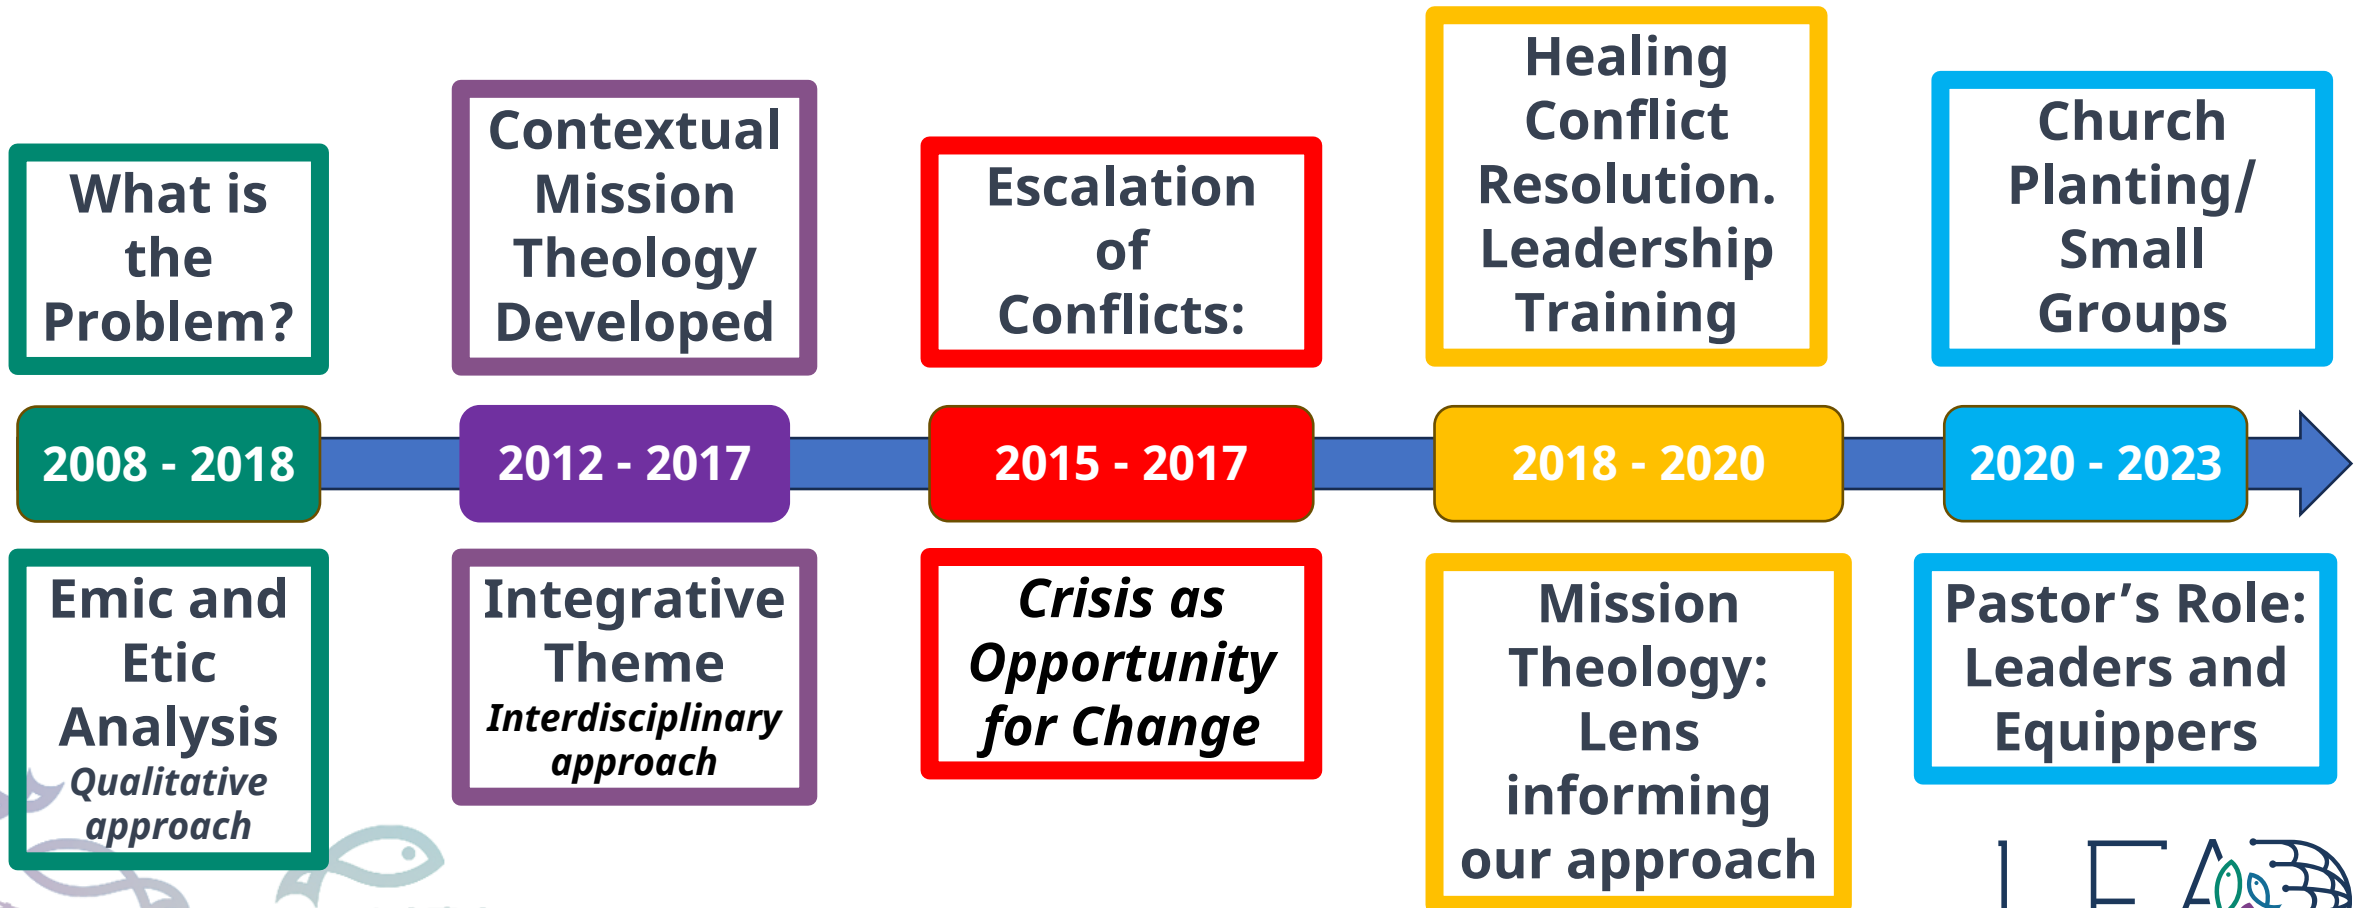 What is
the
Problem?
Contextual
Mission
Theology
Developed
Escalation
of
Conflicts:
Healing
Conflict
Resolution.
Leadership
Training
Church
Planting/
Small
Groups
2008 - 2018
2012 - 2017
2015 - 2017
2018 - 2020
2020 - 2023
Emic and
Etic
Analysis
Qualitative
approach
Integrative
Theme
Interdisciplinary
approach
Crisis as
Opportunity
for Change
Mission
Theology:
Lens
informing
our approach
Pastor’s Role:
Leaders and
Equippers